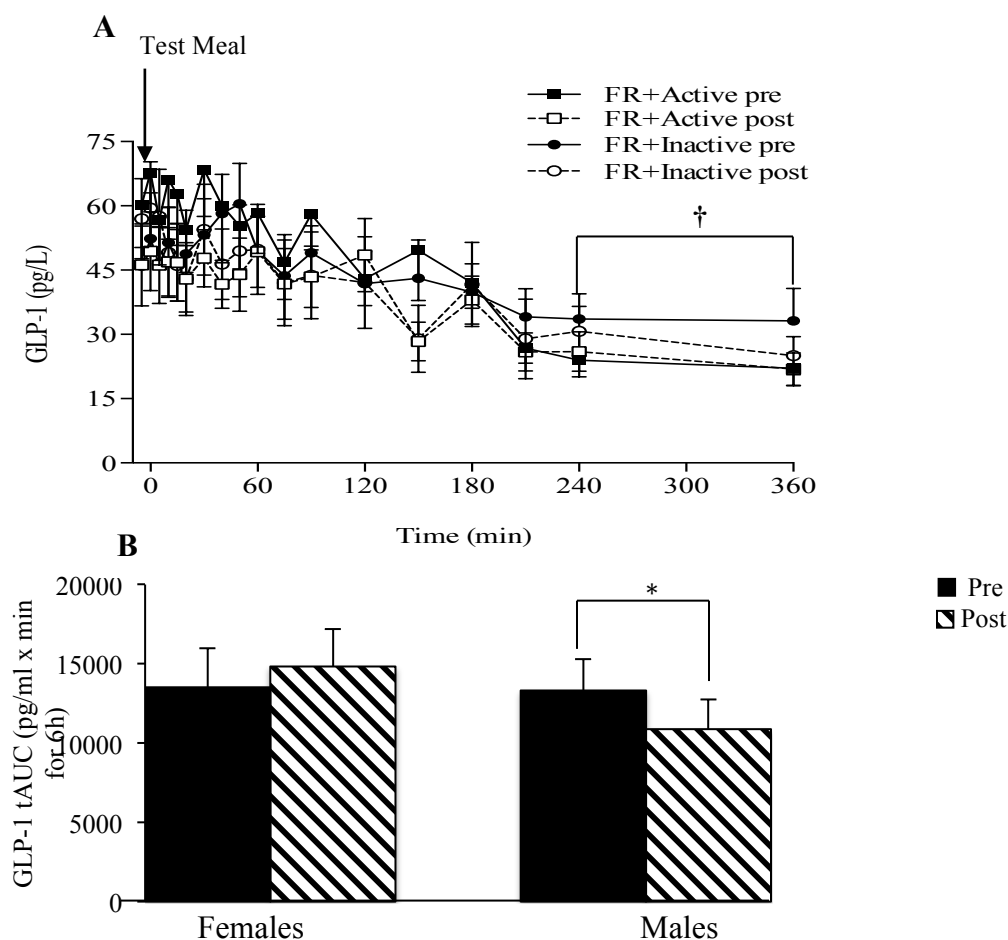 A
Test Meal
FR+Active pre
FR+Active post
FR+Inactive pre
FR+Inactive post
†
75
60
45
30
15
0
GLP-1 (pg/L)
0 60 120 180 240 300 360
Time (min)
B
Pre
Post
*
20000
15000
10000
5000
0
GLP-1 tAUC (pg/ml x min
for 6h)
Females Males